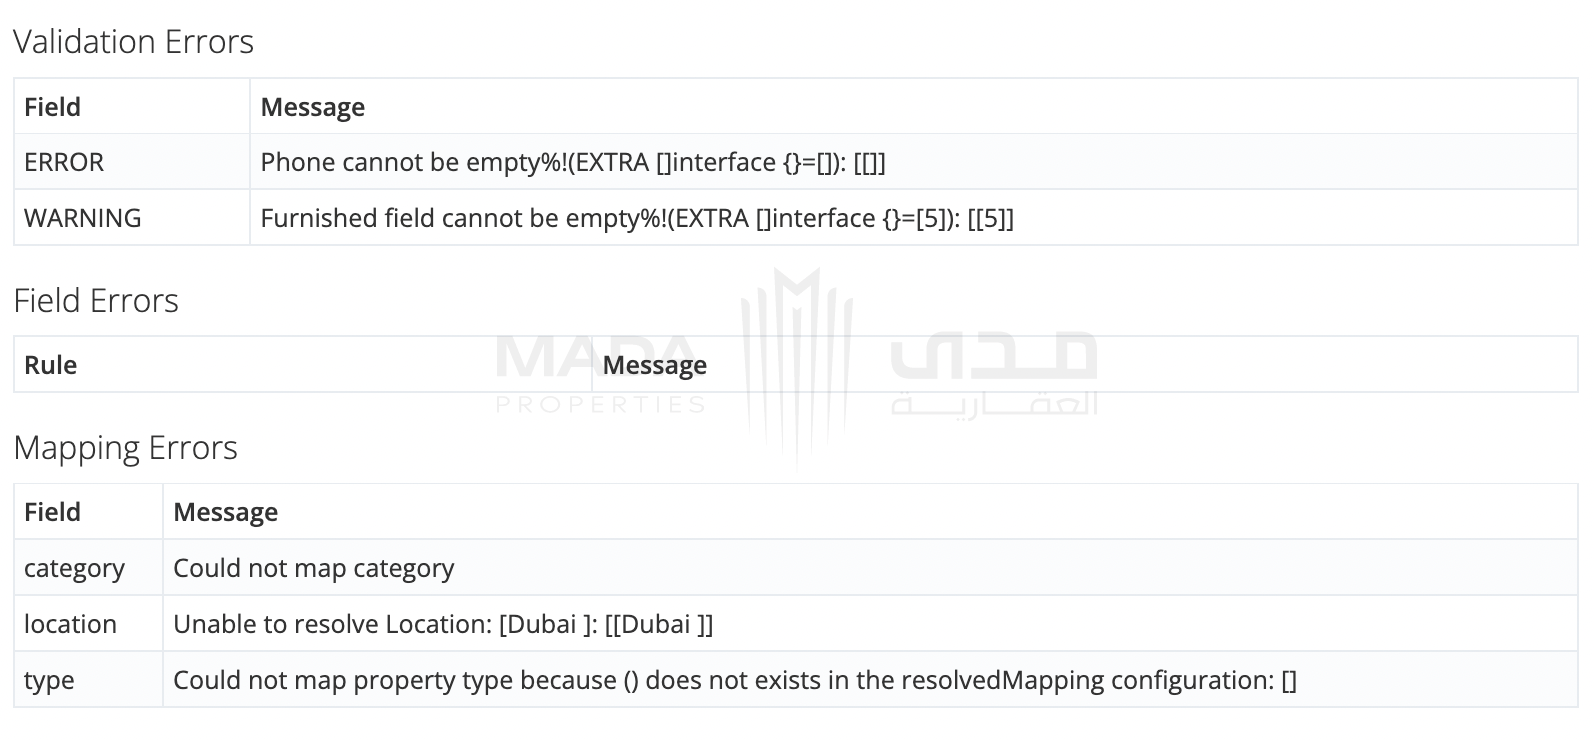 Validation Errors
Field Message
ERROR Phone cannot be empty%!(EXTRA []interface {}=[]): [[]]
WARNING Furnished field cannot be empty%!(EXTRA []interface {}=[5]): [[5]]
Field Errors
MADA مدى
Rule Message
PROPERTIES العقارية
Mapping Errors
Field Message
category Could not map category
location Unable to resolve Location: [Dubai ]: [[Dubai ]]
type Could not map property type because () does not exists in the resolvedMapping configuration: []